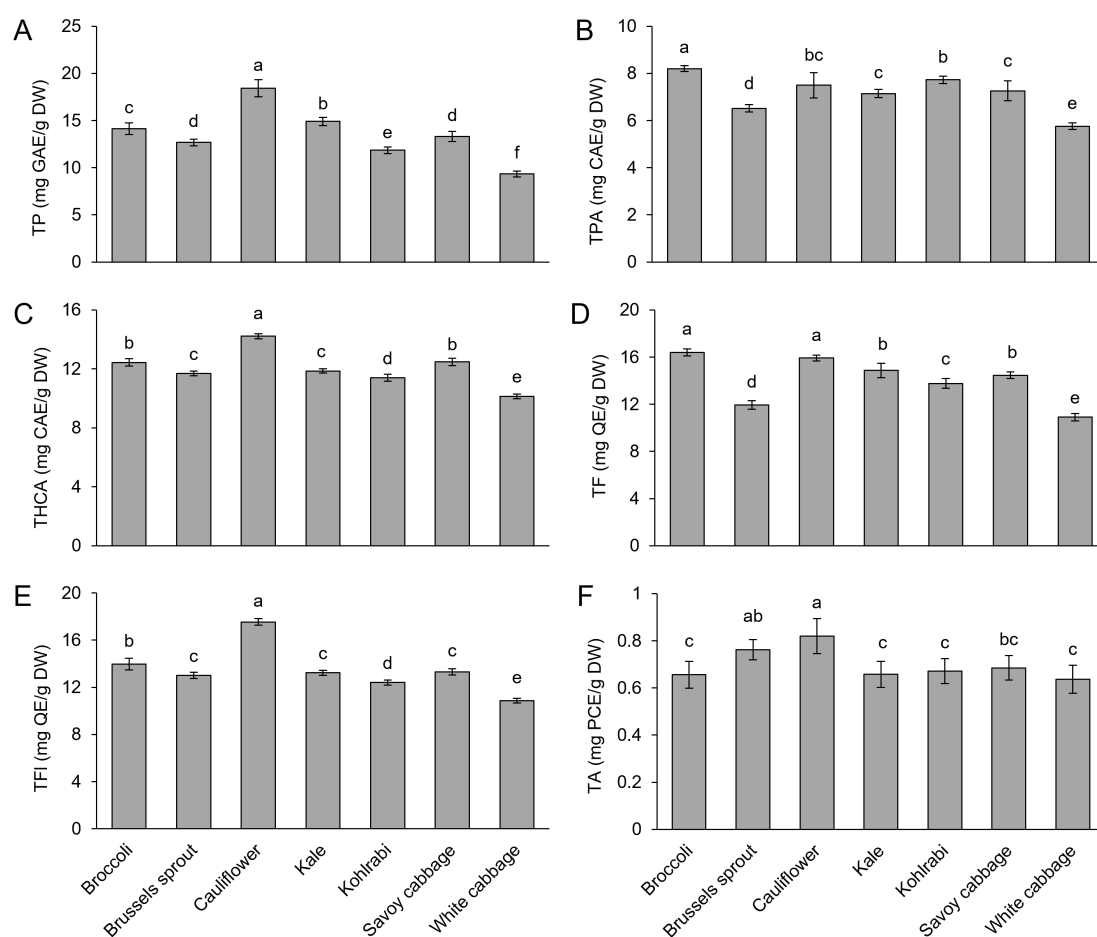 A
TP (mg GAE/g DW)
25
20
15
10
5
0
c
d
a
b
e
d
f
B
TPA (mg CAE/g DW)
10
8
6
4
2
0
a
d
bc
c
b
c
e
C
THCA (mg CAE/g DW)
16
12
8
4
0
b
c
a
c
d
b
e
D
TF (mg QE/g DW)
20
16
12
8
4
0
a
d
a
b
c
b
e
E
TFl (mg QE/g DW)
20
16
12
8
4
0
b
c
a
c
d
c
e
Broccoli
Brussels sprout
Cauliflower
Kale
Kohlrabi
Savoy cabbage
White cabbage
F
TA (mg PCE/g DW)
1
0.8
0.6
0.4
0.2
0
c
ab
a
c
c
bc
c
Broccoli
Brussels sprout
Cauliflower
Kale
Kohlrabi
Savoy cabbage
White cabbage